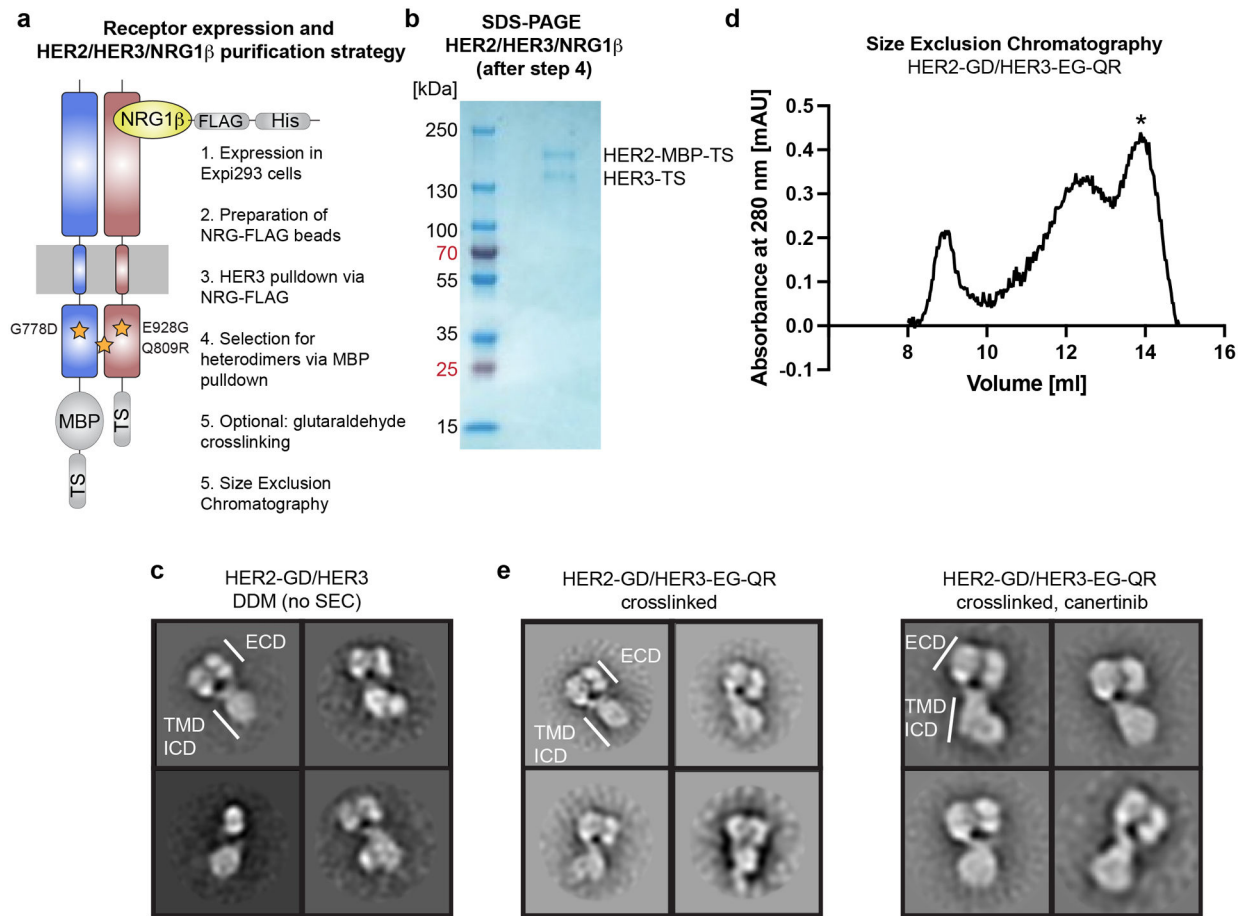 a
Receptor expression and
HER2/HER3/NRG1β purification strategy
NRG1β
FLAG
His
G778D
E928G
Q809R
MBP
TS
TS
1. Expression in
Expi293 cells
2. Preparation of
NRG-FLAG beads
3. HER3 pulldown via
NRG-FLAG
4. Selection for
heterodimers via MBP
pulldown
5. Optional: glutaraldehyde
crosslinking
5. Size Exclusion
Chromatography
b
SDS-PAGE
HER2/HER3/NRG1β
(after step 4)
[kDa]
250
130
100
70
55
35
25
15
HER2-MBP-TS
HER3-TS
d
Size Exclusion Chromatography
HER2-GD/HER3-EG-QR
Absorbance at 280 nm [mAU]
0.5
0.4
0.3
0.2
0.1
0.0
-0.1
*
8
10
12
14
16
Volume [ml]
c
HER2-GD/HER3
DDM (no SEC)
ECD
TMD
ICD
e
HER2-GD/HER3-EG-QR
crosslinked
ECD
TMD
ICD
HER2-GD/HER3-EG-QR
crosslinked, canertinib
ECD
TMD
ICD